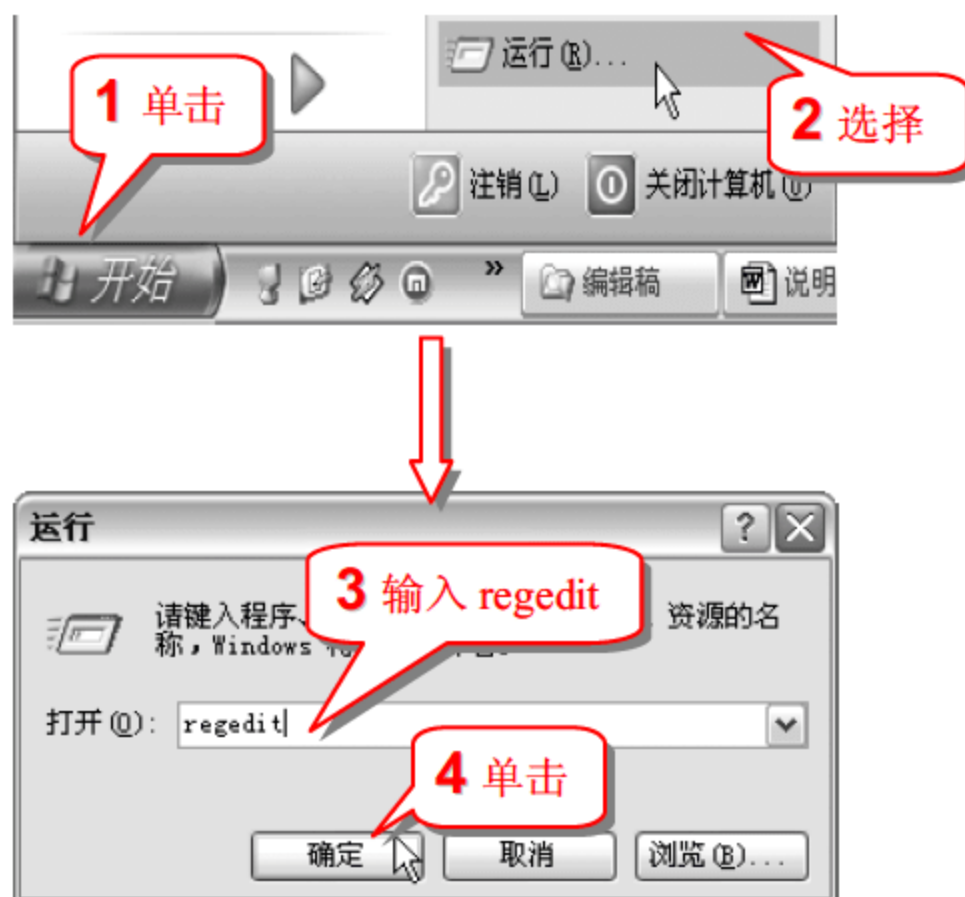 运行(R)...
1 单击
2 选择
注销(L)
关闭计算机(U)
开始
»
编辑稿
说明
运行
3 输入 regedit
请键入程序、
资源的名
称，Windows
打开(O):
regedit
4 单击
确定
取消
浏览(B)...